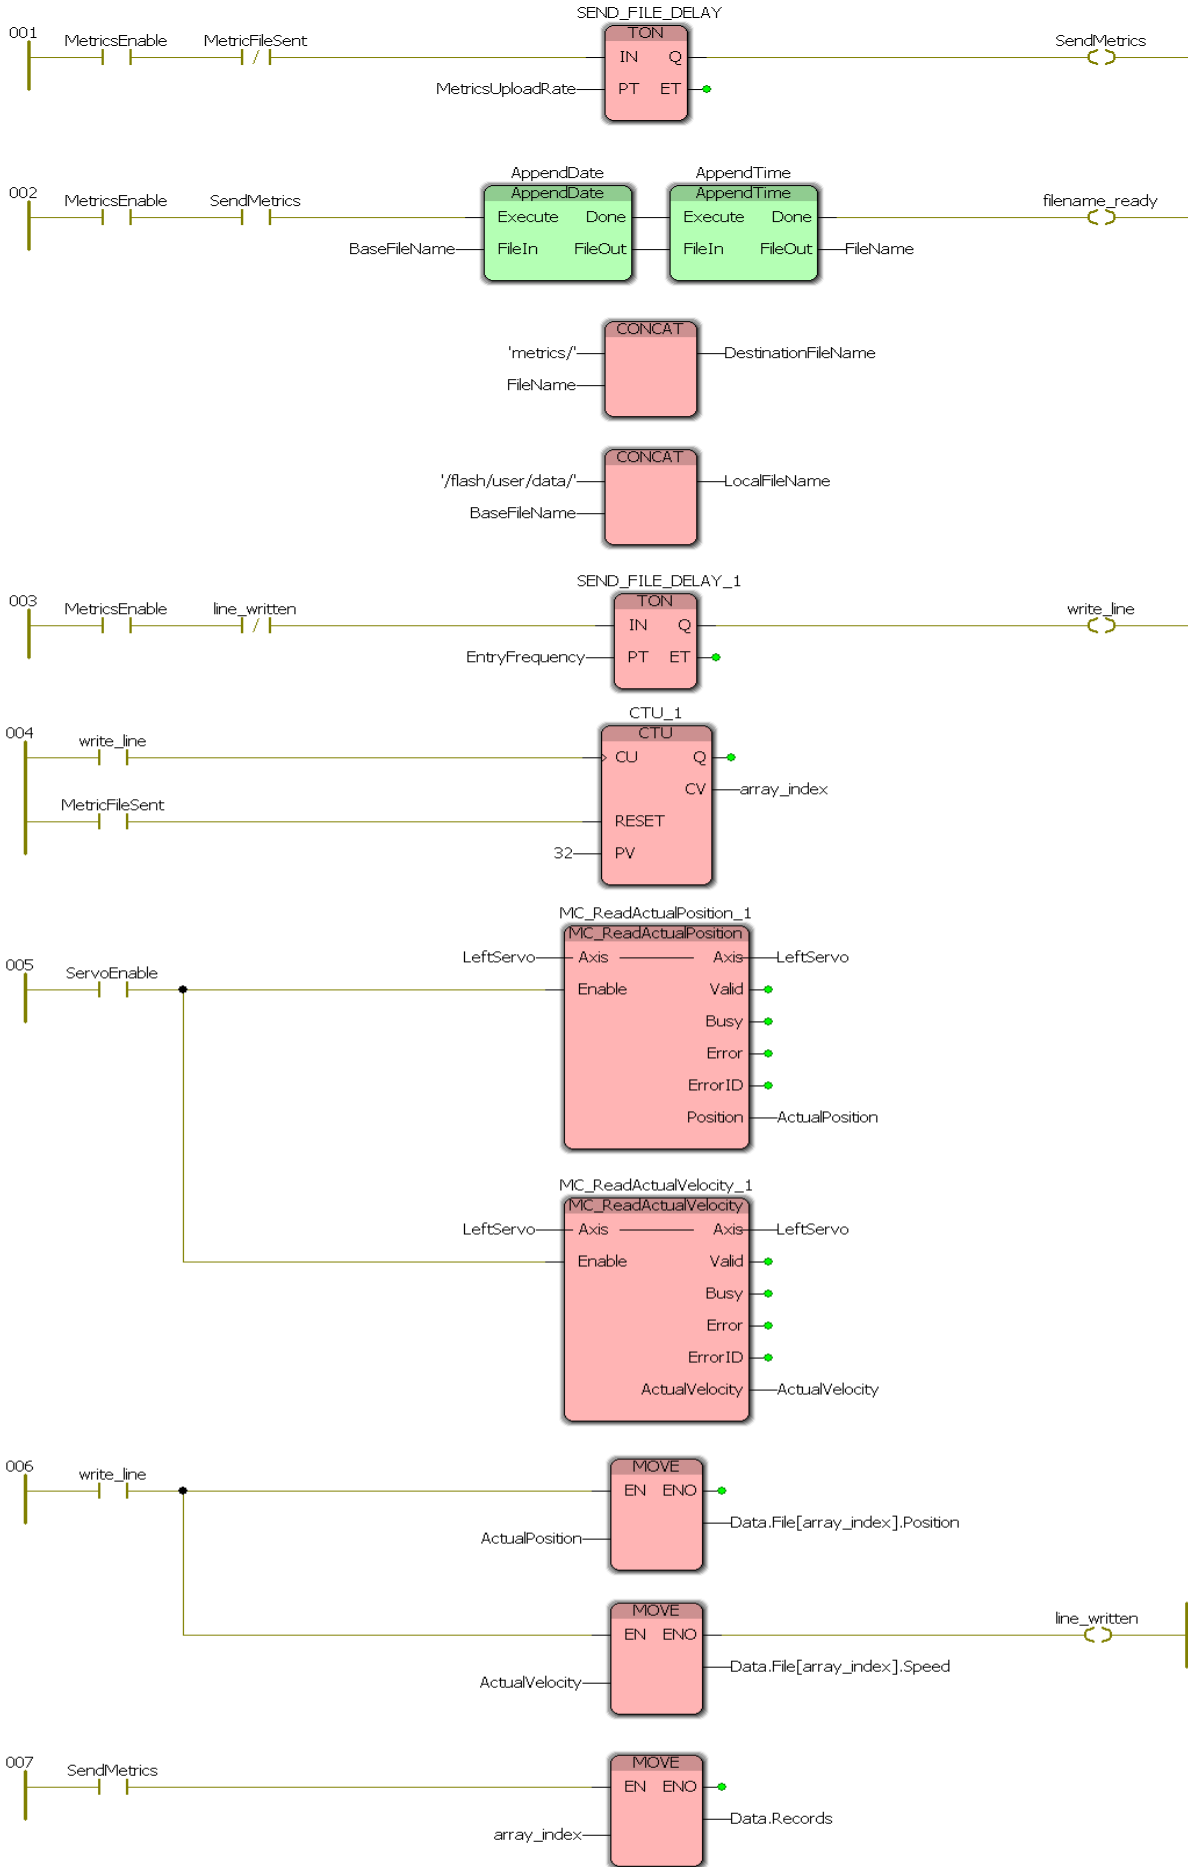 SEND_FILE_DELAY
001
MetricsEnable MetricFileSent TON SendMetrics
IN Q
MetricsUploadRate PT ET
AppendDate AppendTime
002
MetricsEnable SendMetrics AppendDate AppendTime filename_ready
Execute Done Execute Done
BaseFileName FileIn FileOut FileIn FileOut FileName
CONCAT
'metrics/' DestinationFileName
FileName
CONCAT
'/flash/user/data/' LocalFileName
BaseFileName
SEND_FILE_DELAY_1
003
MetricsEnable line_written TON write_line
IN Q
EntryFrequency PT ET
CTU_1
004
write_line CTU
CU Q
CV array_index
MetricFileSent
RESET
32 PV
MC_ReadActualPosition_1
MC_ReadActualPosition
LeftServo Axis Axis LeftServo
005
ServoEnable
Enable Valid
Busy
Error
ErrorID
Position ActualPosition
MC_ReadActualVelocity_1
MC_ReadActualVelocity
LeftServo Axis Axis LeftServo
Enable Valid
Busy
Error
ErrorID
ActualVelocity ActualVelocity
006
write_line MOVE
EN ENO
Data.File[array_index].Position
ActualPosition
MOVE line_written
EN ENO
Data.File[array_index].Speed
ActualVelocity
007
SendMetrics MOVE
EN ENO
Data.Records
array_index